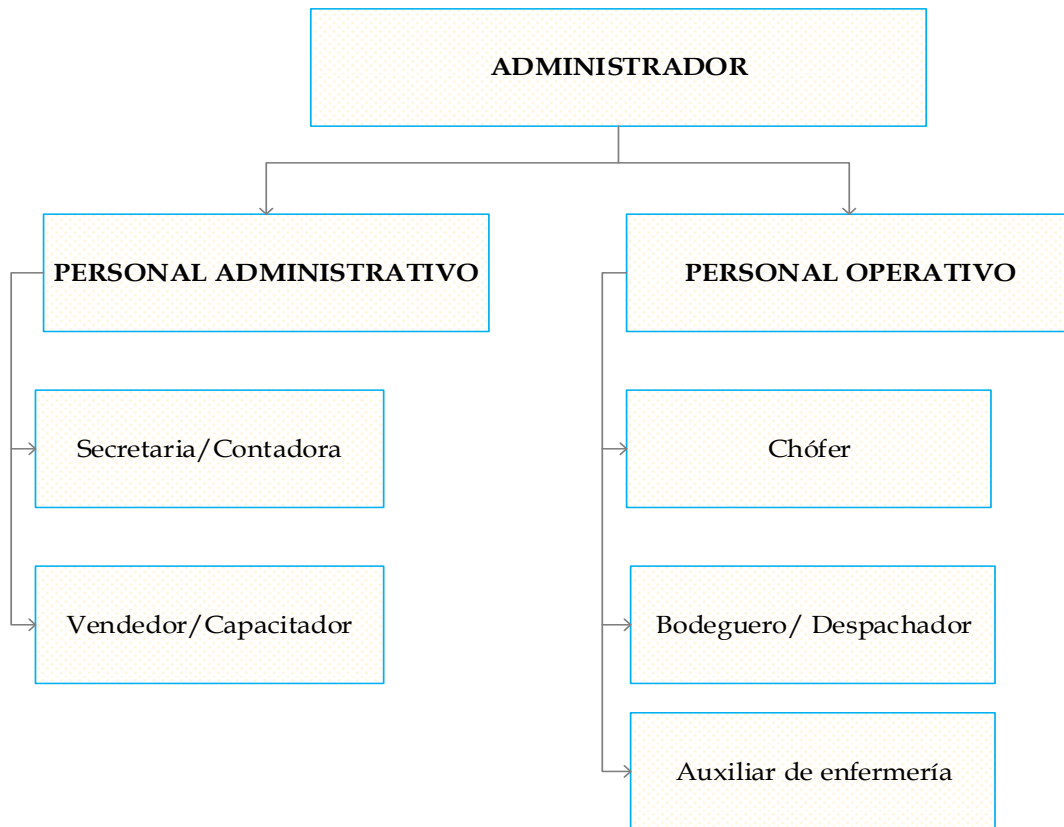 ADMINISTRADOR
PERSONAL ADMINISTRATIVO
PERSONAL OPERATIVO
Secretaria/Contadora
Chófer
Vendedor/Capacitador
Bodeguero/ Despachador
Auxiliar de enfermería